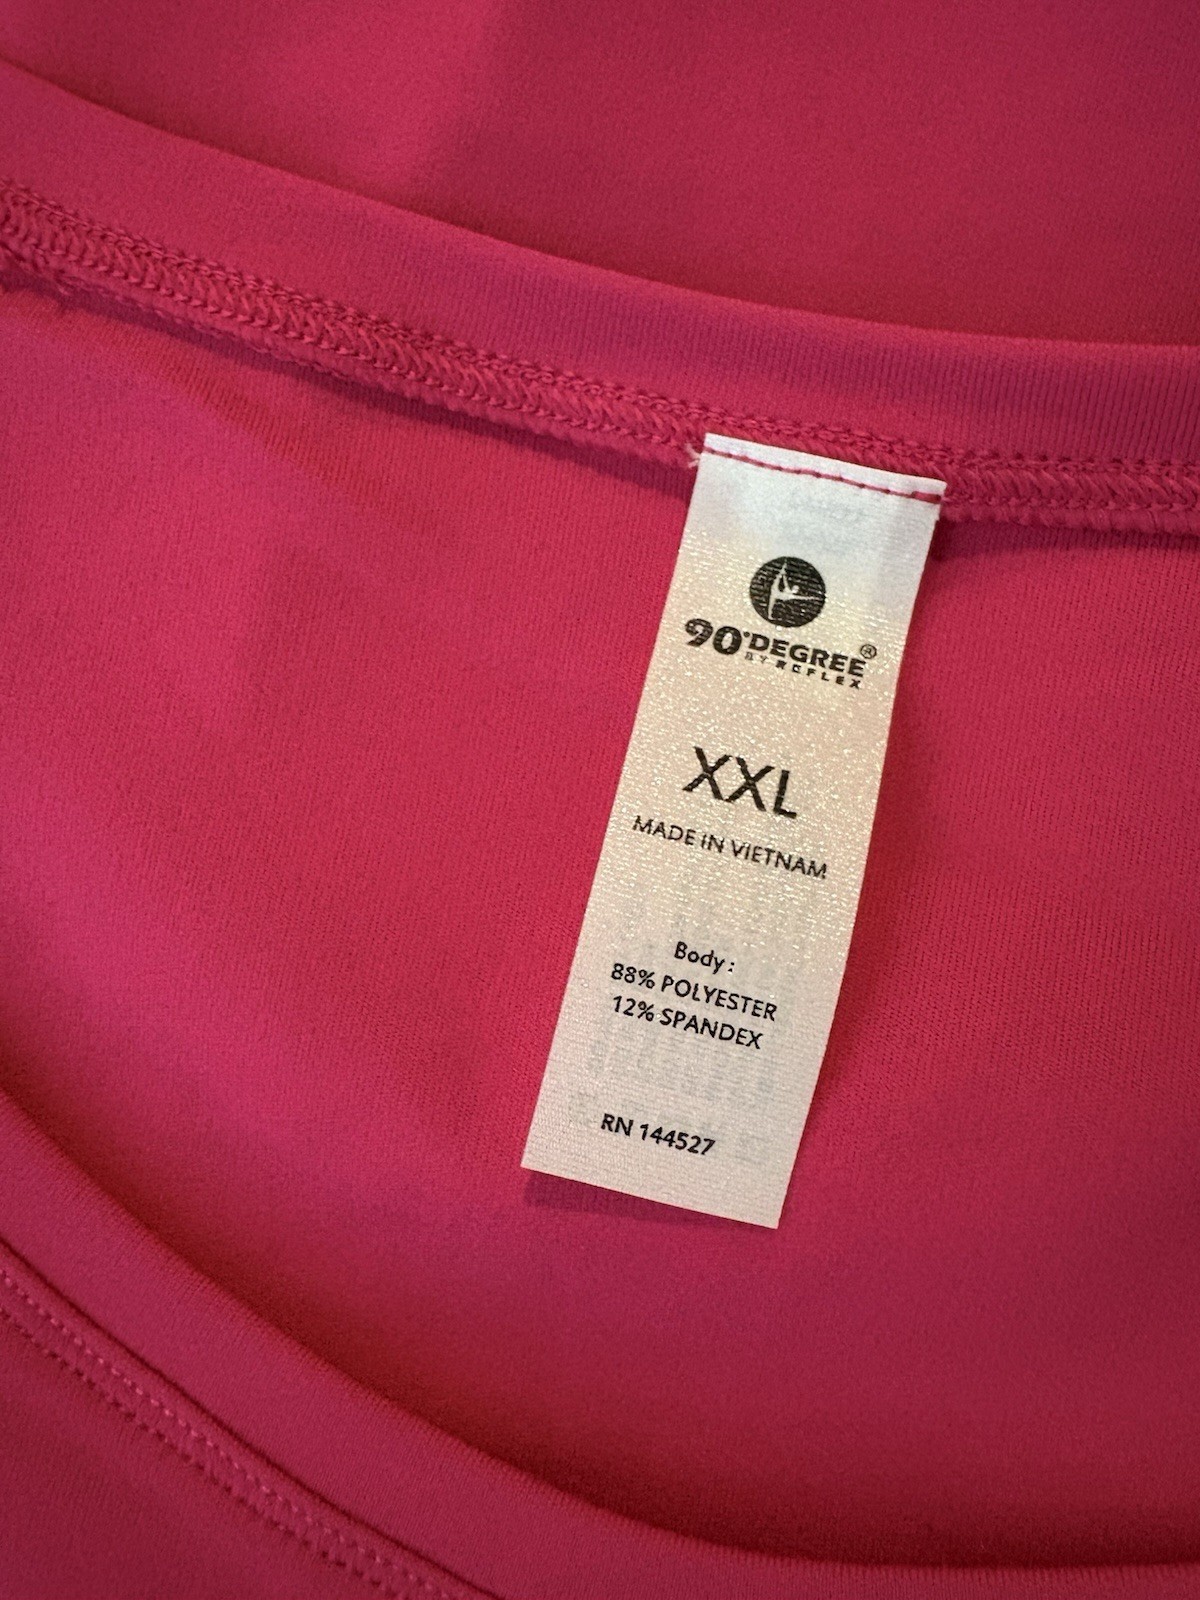 90°DEGREE®
BY REFLEX
XXL
MADE IN VIETNAM
Body :
88% POLYESTER
12% SPANDEX
RN 144527